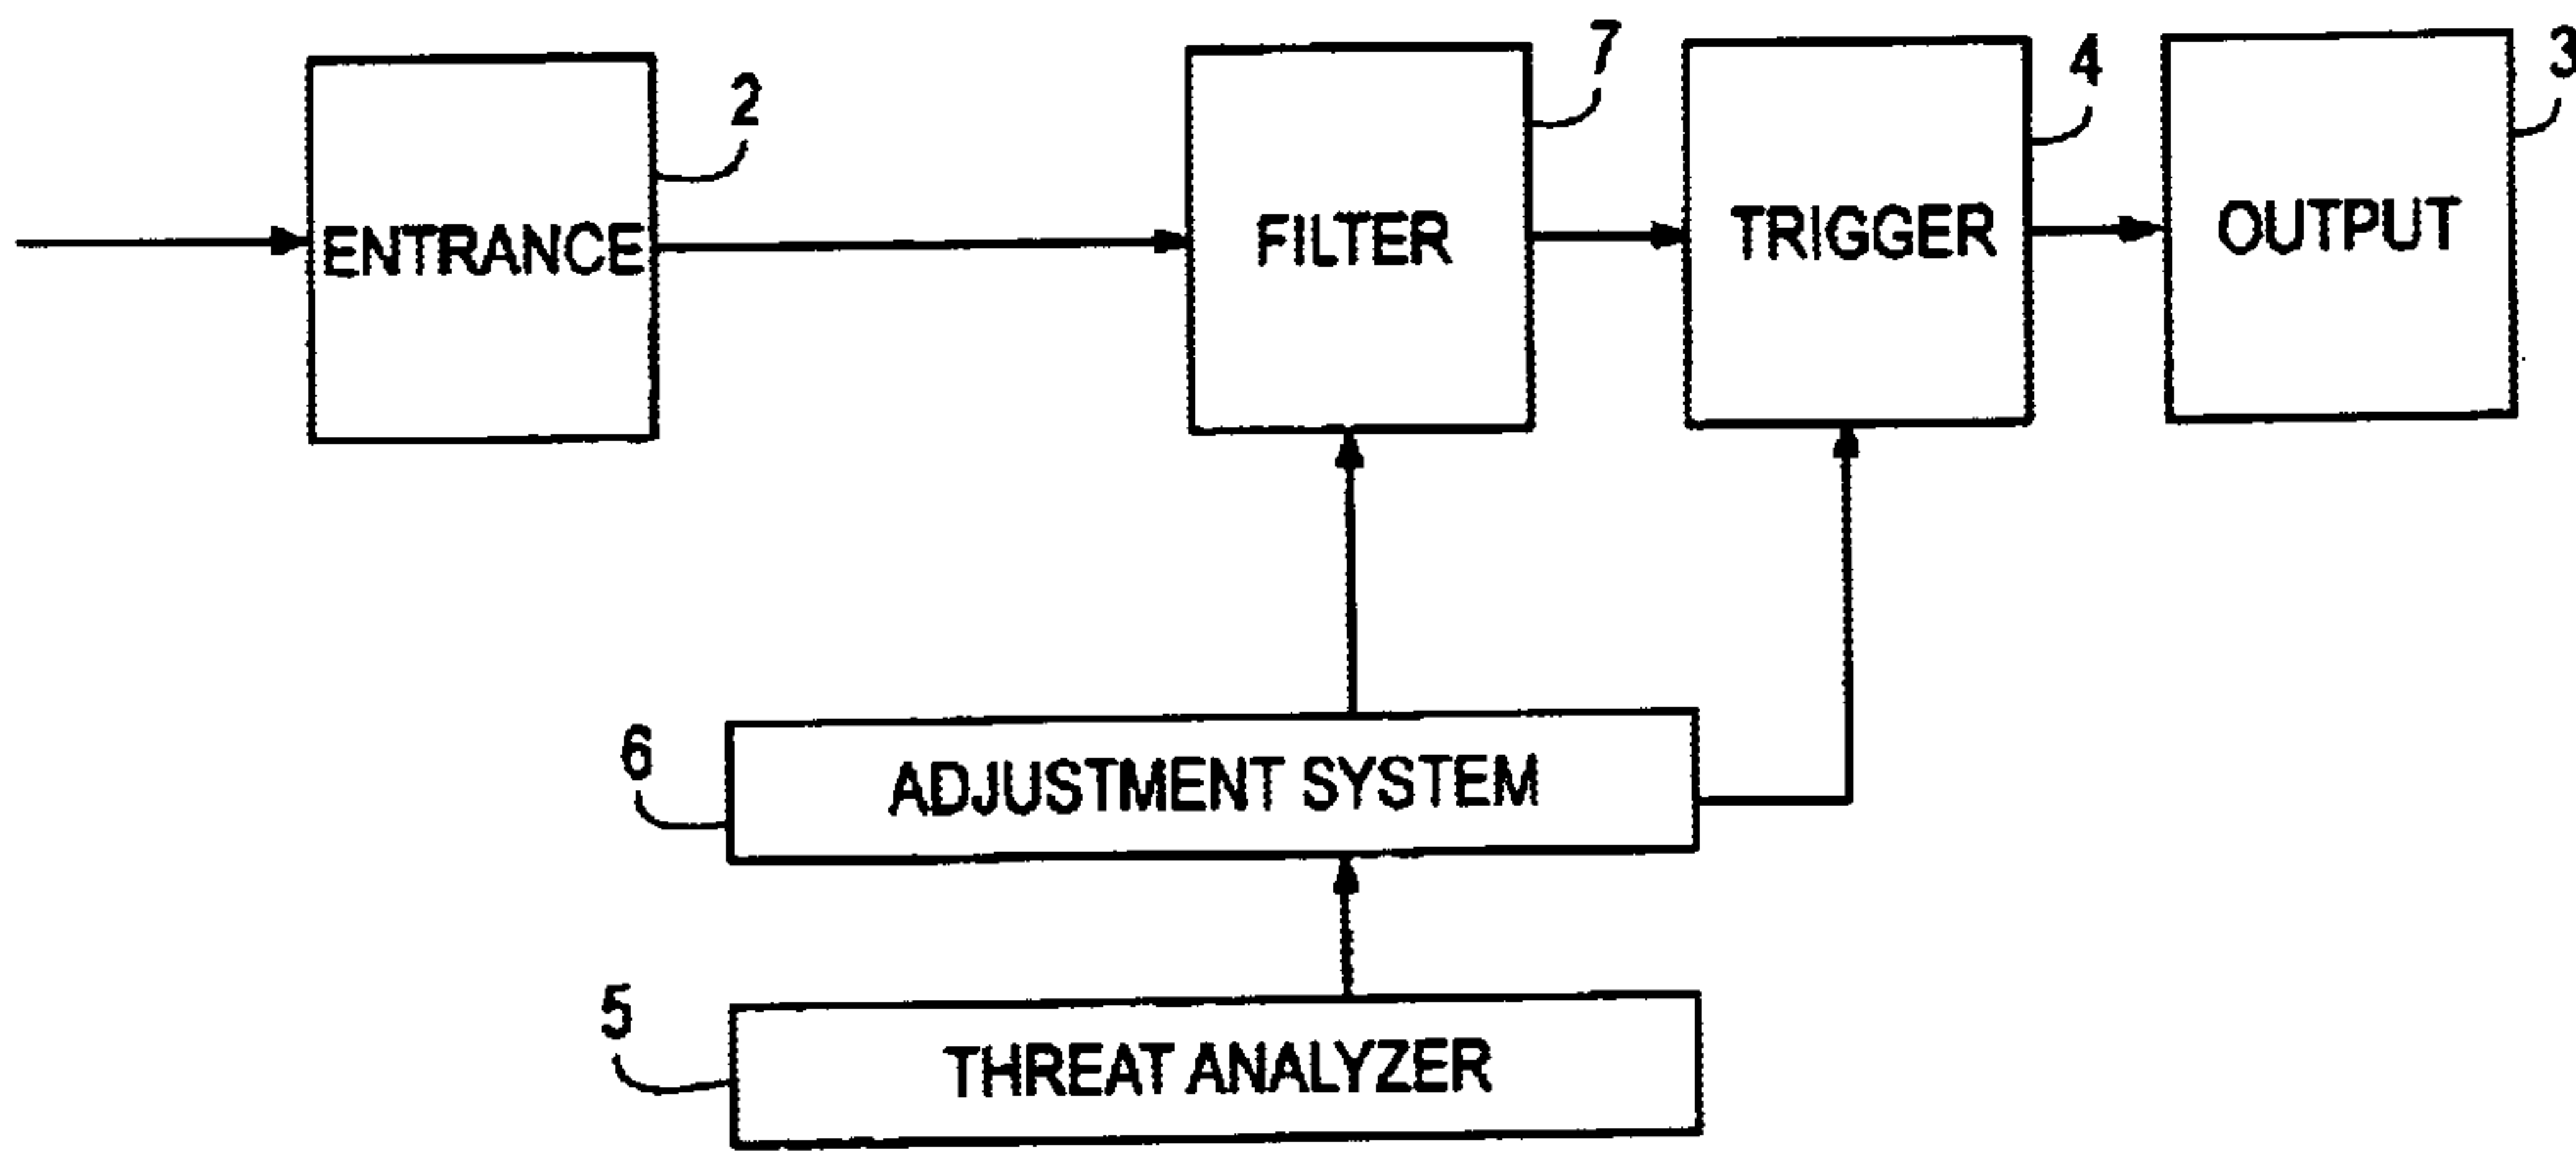 7
4
3
2
ENTRANCE
FILTER
TRIGGER
OUTPUT
6
ADJUSTMENT SYSTEM
5
THREAT ANALYZER